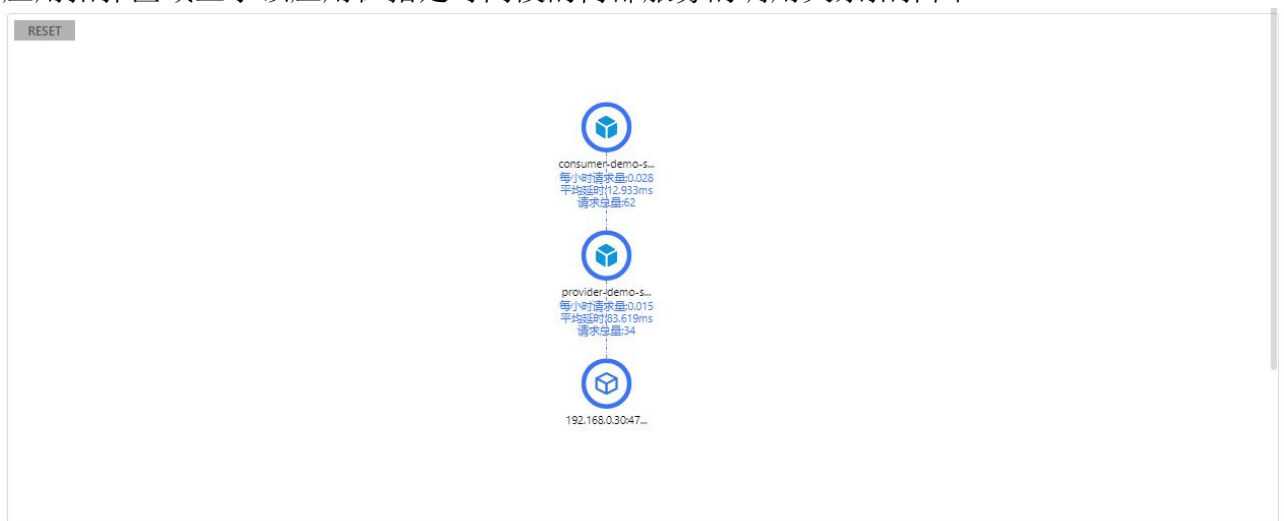 RESET
consumer-demo-s...
每小时请求量:0.028
平均延时:12.933ms
请求总量:62
provider-demo-s...
每小时请求量:0.015
平均延时:83.619ms
请求总量:34
192.168.0.30:47...